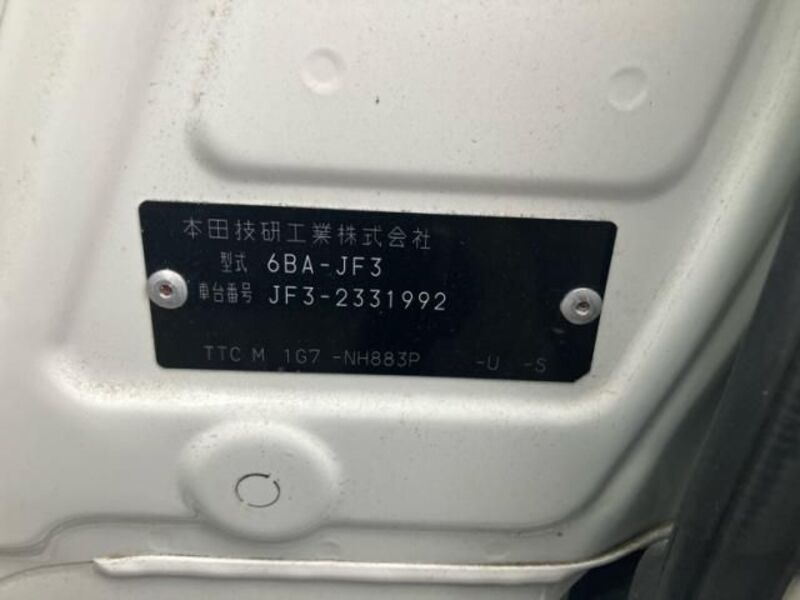 本田技研工業株式会社
型式 6BA-JF3
車台番号 JF3-2331992
TTC M 1G7 -NH883P -U -S